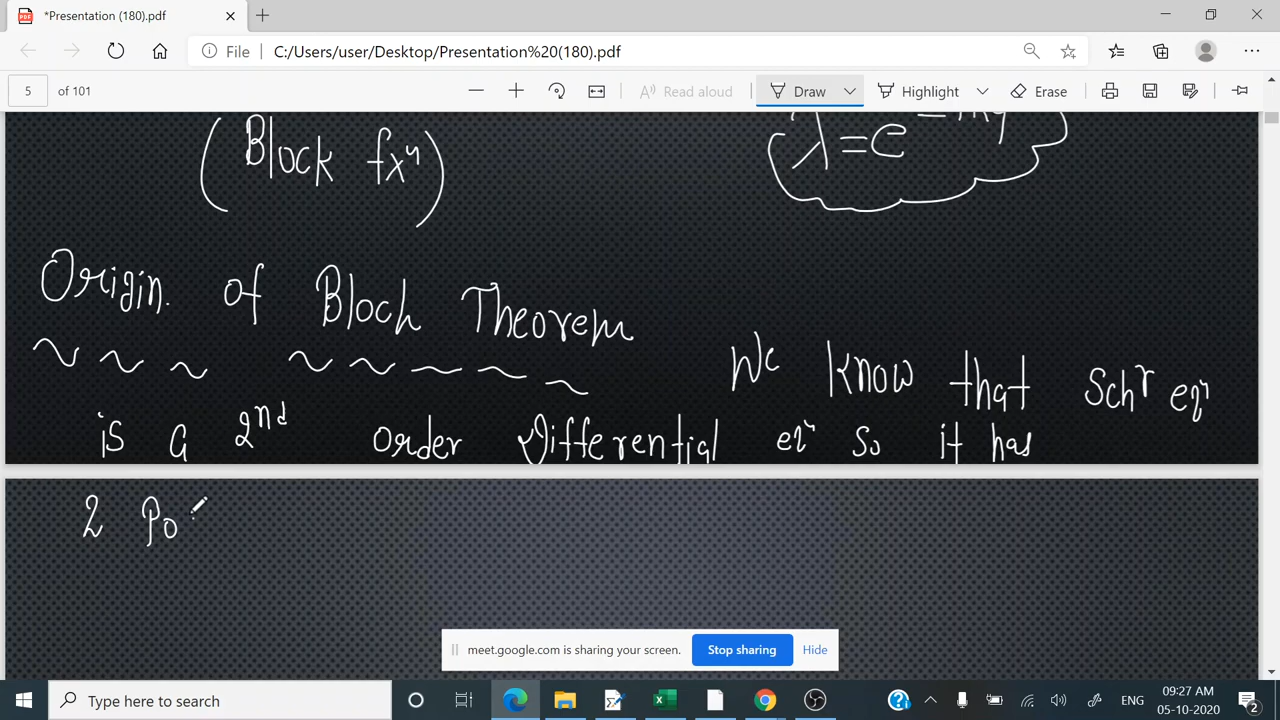 *Presentation (180).pdf
File C:/Users/user/Desktop/Presentation%20(180).pdf
5 of 101 Read aloud Draw Highlight Erase
(Block fxⁿ) λ=e
Origin of Bloch Theorem
We know that Schr eqⁿ
is a 2nd order Differential eqⁿ so it has
2 Po
meet.google.com is sharing your screen. Stop sharing Hide
Type here to search
ENG
09:27 AM
05-10-2020
2